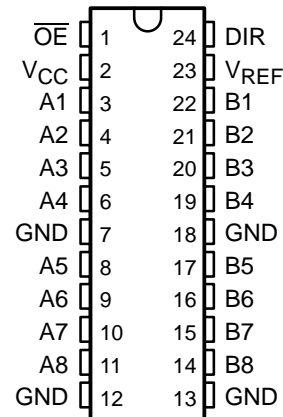 OE 1 24 DIR
VCC 2 23 VREF
A1 3 22 B1
A2 4 21 B2
A3 5 20 B3
A4 6 19 B4
GND 7 18 GND
A5 8 17 B5
A6 9 16 B6
A7 10 15 B7
A8 11 14 B8
GND 12 13 GND